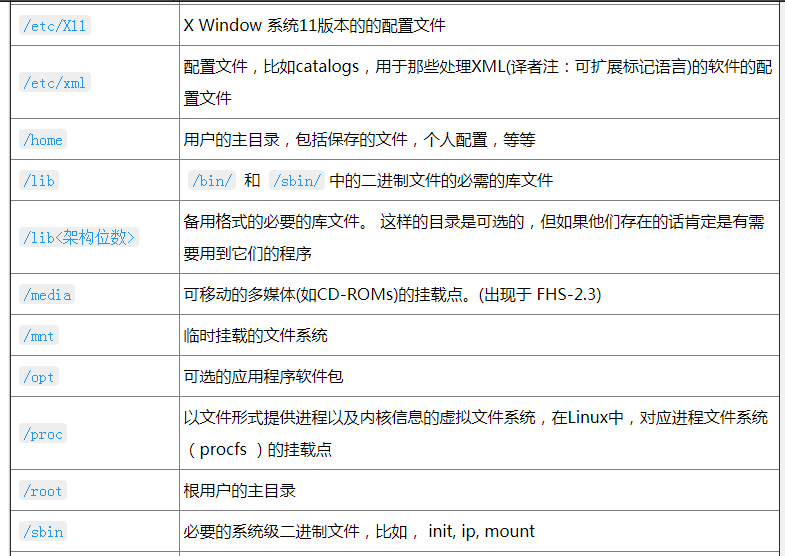 /etc/X11 X Window 系统11版本的的配置文件
/etc/xml 配置文件，比如catalogs，用于那些处理XML(译者注：可扩展标记语言)的软件的配
置文件
/home 用户的主目录，包括保存的文件，个人配置，等等
/lib /bin/ 和 /sbin/ 中的二进制文件的必需的库文件
/lib<架构位数> 备用格式的必要的库文件。 这样的目录是可选的，但如果他们存在的话肯定是有需
要用到它们的程序
/media 可移动的多媒体(如CD-ROMs)的挂载点。(出现于 FHS-2.3)
/mnt 临时挂载的文件系统
/opt 可选的应用程序软件包
/proc 以文件形式提供进程以及内核信息的虚拟文件系统，在Linux中，对应进程文件系统
（procfs ）的挂载点
/root 根用户的主目录
/sbin 必要的系统级二进制文件，比如， init, ip, mount